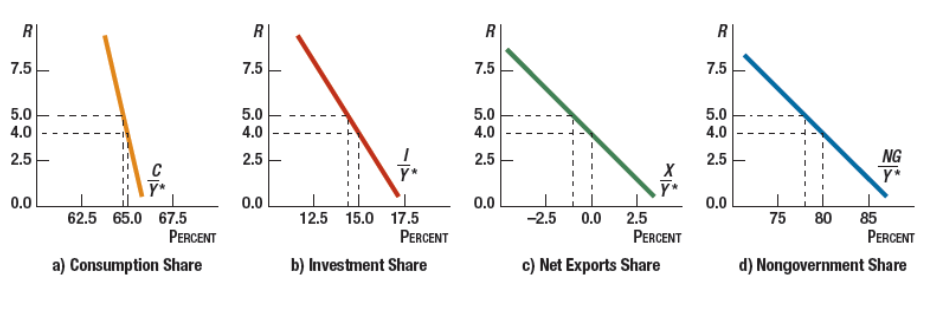 R
7.5
5.0
4.0
2.5
0.0
C
Y*
62.5 65.0 67.5
PERCENT
a) Consumption Share
R
7.5
5.0
4.0
2.5
0.0
I
Y*
12.5 15.0 17.5
PERCENT
b) Investment Share
R
7.5
5.0
4.0
2.5
0.0
X
Y*
–2.5 0.0 2.5
PERCENT
c) Net Exports Share
R
7.5
5.0
4.0
2.5
0.0
NG
Y*
75 80 85
PERCENT
d) Nongovernment Share